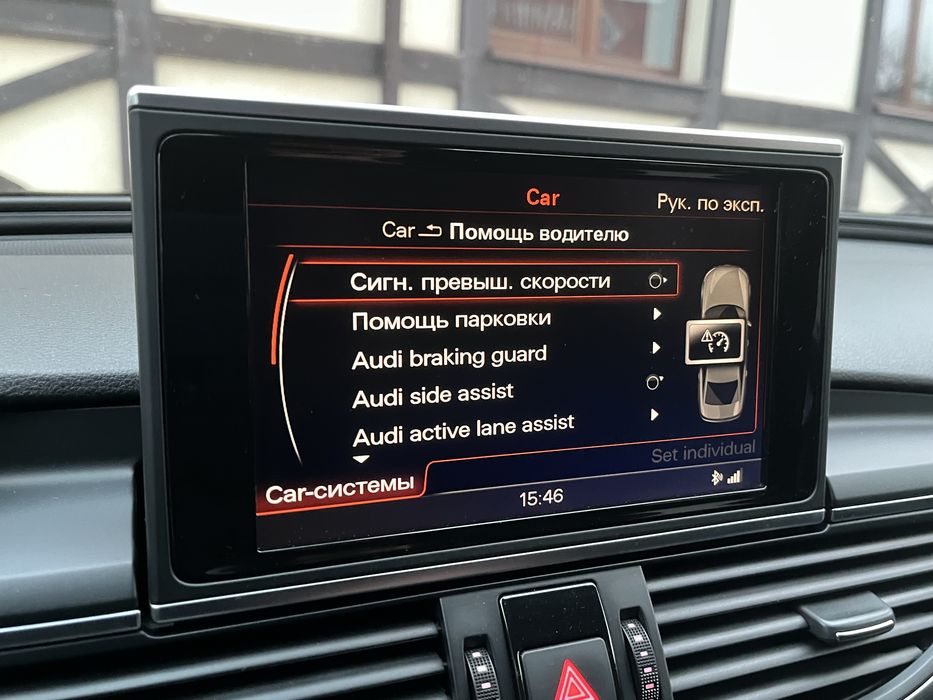 Car
Рук. по эксп.
Car Помощь водителю
Сигн. превыш. скорости
Помощь парковки
Audi braking guard
Audi side assist
Audi active lane assist
Set individual
Car-системы
15:46